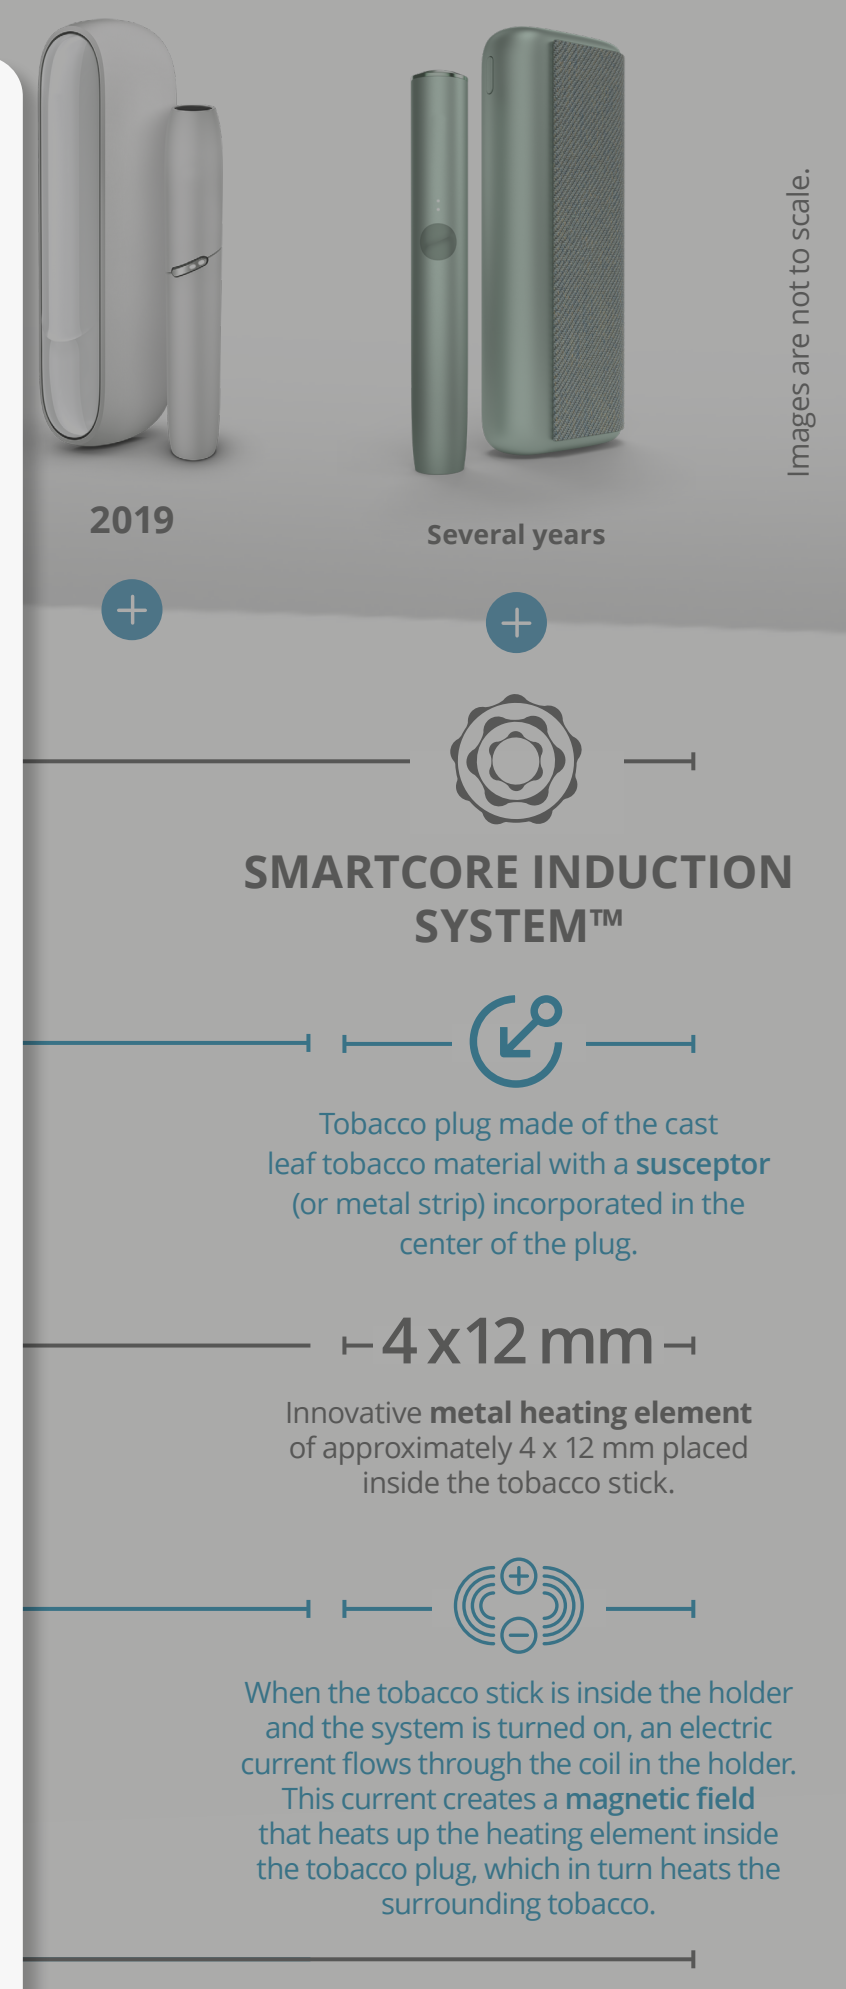 Images are not to scale.
2019
Several years
SMARTCORE INDUCTION
SYSTEM™
Tobacco plug made of the cast
leaf tobacco material with a susceptor
(or metal strip) incorporated in the
center of the plug.
4 x 12 mm
Innovative metal heating element
of approximately 4 x 12 mm placed
inside the tobacco stick.
When the tobacco stick is inside the holder
and the system is turned on, an electric
current flows through the coil in the holder.
This current creates a magnetic field
that heats up the heating element inside
the tobacco plug, which in turn heats the
surrounding tobacco.